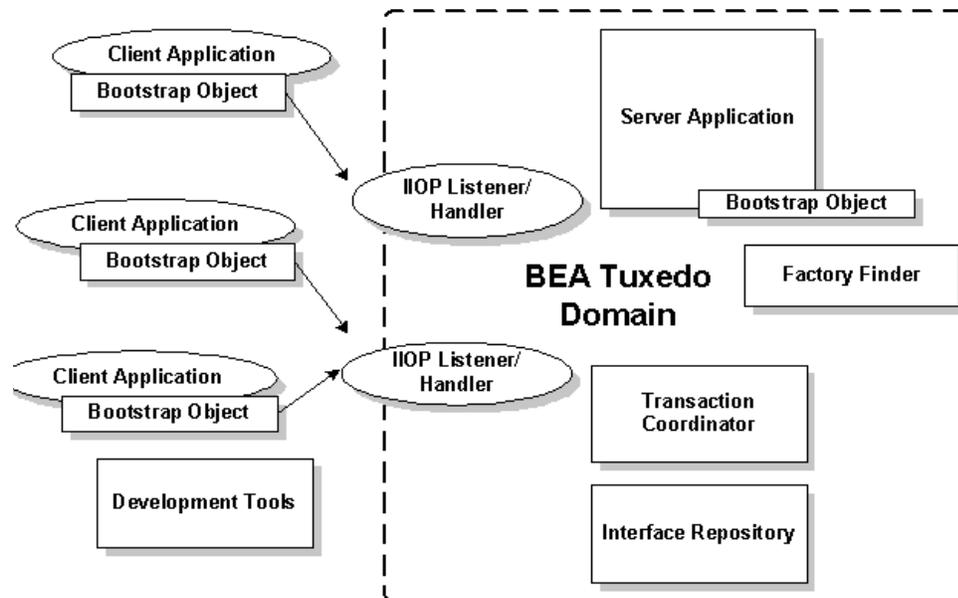 Client Application
Bootstrap Object
Server Application
IIOP Listener/
Handler
Bootstrap Object
Client Application
Bootstrap Object
BEA Tuxedo
Domain
Factory Finder
IIOP Listener/
Handler
Client Application
Bootstrap Object
Transaction
Coordinator
Development Tools
Interface Repository